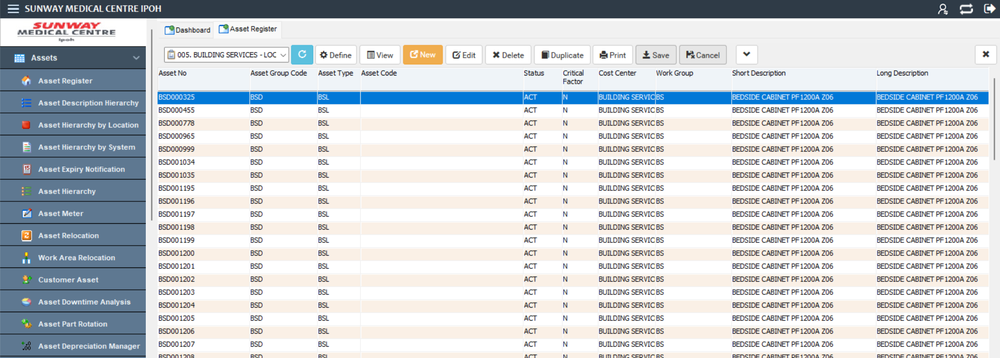 SUNWAY MEDICAL CENTRE IPOH
SUNWAY
MEDICAL CENTRE
Ipoh
Dashboard Asset Register
005. BUILDING SERVICES - LOC Define View New Edit Delete Duplicate Print Save Cancel
Assets
Asset Register
Asset Description Hierarchy
Asset Hierarchy by Location
Asset Hierarchy by System
15
Asset Expiry Notification
Asset Hierarchy
Asset Meter
Asset Relocation
Work Area Relocation
Customer Asset
Asset Downtime Analysis
Asset Part Rotation
Asset Depreciation Manager
Asset No Asset Group Code Asset Type Asset Code Status Critical Factor Cost Center Work Group Short Description Long Description
BSD000325 BSD BSL ACT N BUILDING SERVIC BS BEDSIDE CABINET PF1200A Z06 BEDSIDE CABINET PF1200A Z06
BSD000455 BSD BSL ACT N BUILDING SERVIC BS BEDSIDE CABINET PF1200A Z06 BEDSIDE CABINET PF1200A Z06
BSD000778 BSD BSL ACT N BUILDING SERVIC BS BEDSIDE CABINET PF1200A Z06 BEDSIDE CABINET PF1200A Z06
BSD000965 BSD BSL ACT N BUILDING SERVIC BS BEDSIDE CABINET PF1200A Z06 BEDSIDE CABINET PF1200A Z06
BSD000999 BSD BSL ACT N BUILDING SERVIC BS BEDSIDE CABINET PF1200A Z06 BEDSIDE CABINET PF1200A Z06
BSD001034 BSD BSL ACT N BUILDING SERVIC BS BEDSIDE CABINET PF1200A Z06 BEDSIDE CABINET PF1200A Z06
BSD001035 BSD BSL ACT N BUILDING SERVIC BS BEDSIDE CABINET PF1200A Z06 BEDSIDE CABINET PF1200A Z06
BSD001195 BSD BSL ACT N BUILDING SERVIC BS BEDSIDE CABINET PF1200A Z06 BEDSIDE CABINET PF1200A Z06
BSD001196 BSD BSL ACT N BUILDING SERVIC BS BEDSIDE CABINET PF1200A Z06 BEDSIDE CABINET PF1200A Z06
BSD001197 BSD BSL ACT N BUILDING SERVIC BS BEDSIDE CABINET PF1200A Z06 BEDSIDE CABINET PF1200A Z06
BSD001198 BSD BSL ACT N BUILDING SERVIC BS BEDSIDE CABINET PF1200A Z06 BEDSIDE CABINET PF1200A Z06
BSD001199 BSD BSL ACT N BUILDING SERVIC BS BEDSIDE CABINET PF1200A Z06 BEDSIDE CABINET PF1200A Z06
BSD001200 BSD BSL ACT N BUILDING SERVIC BS BEDSIDE CABINET PF1200A Z06 BEDSIDE CABINET PF1200A Z06
BSD001201 BSD BSL ACT N BUILDING SERVIC BS BEDSIDE CABINET PF1200A Z06 BEDSIDE CABINET PF1200A Z06
BSD001202 BSD BSL ACT N BUILDING SERVIC BS BEDSIDE CABINET PF1200A Z06 BEDSIDE CABINET PF1200A Z06
BSD001203 BSD BSL ACT N BUILDING SERVIC BS BEDSIDE CABINET PF1200A Z06 BEDSIDE CABINET PF1200A Z06
BSD001204 BSD BSL ACT N BUILDING SERVIC BS BEDSIDE CABINET PF1200A Z06 BEDSIDE CABINET PF1200A Z06
BSD001205 BSD BSL ACT N BUILDING SERVIC BS BEDSIDE CABINET PF1200A Z06 BEDSIDE CABINET PF1200A Z06
BSD001206 BSD BSL ACT N BUILDING SERVIC BS BEDSIDE CABINET PF1200A Z06 BEDSIDE CABINET PF1200A Z06
BSD001207 BSD BSL ACT N BUILDING SERVIC BS BEDSIDE CABINET PF1200A Z06 BEDSIDE CABINET PF1200A Z06
BSD001208 BSD BSL ACT N BUILDING SERVIC BS BEDSIDE CABINET PF1200A Z06 BEDSIDE CABINET PF1200A Z06